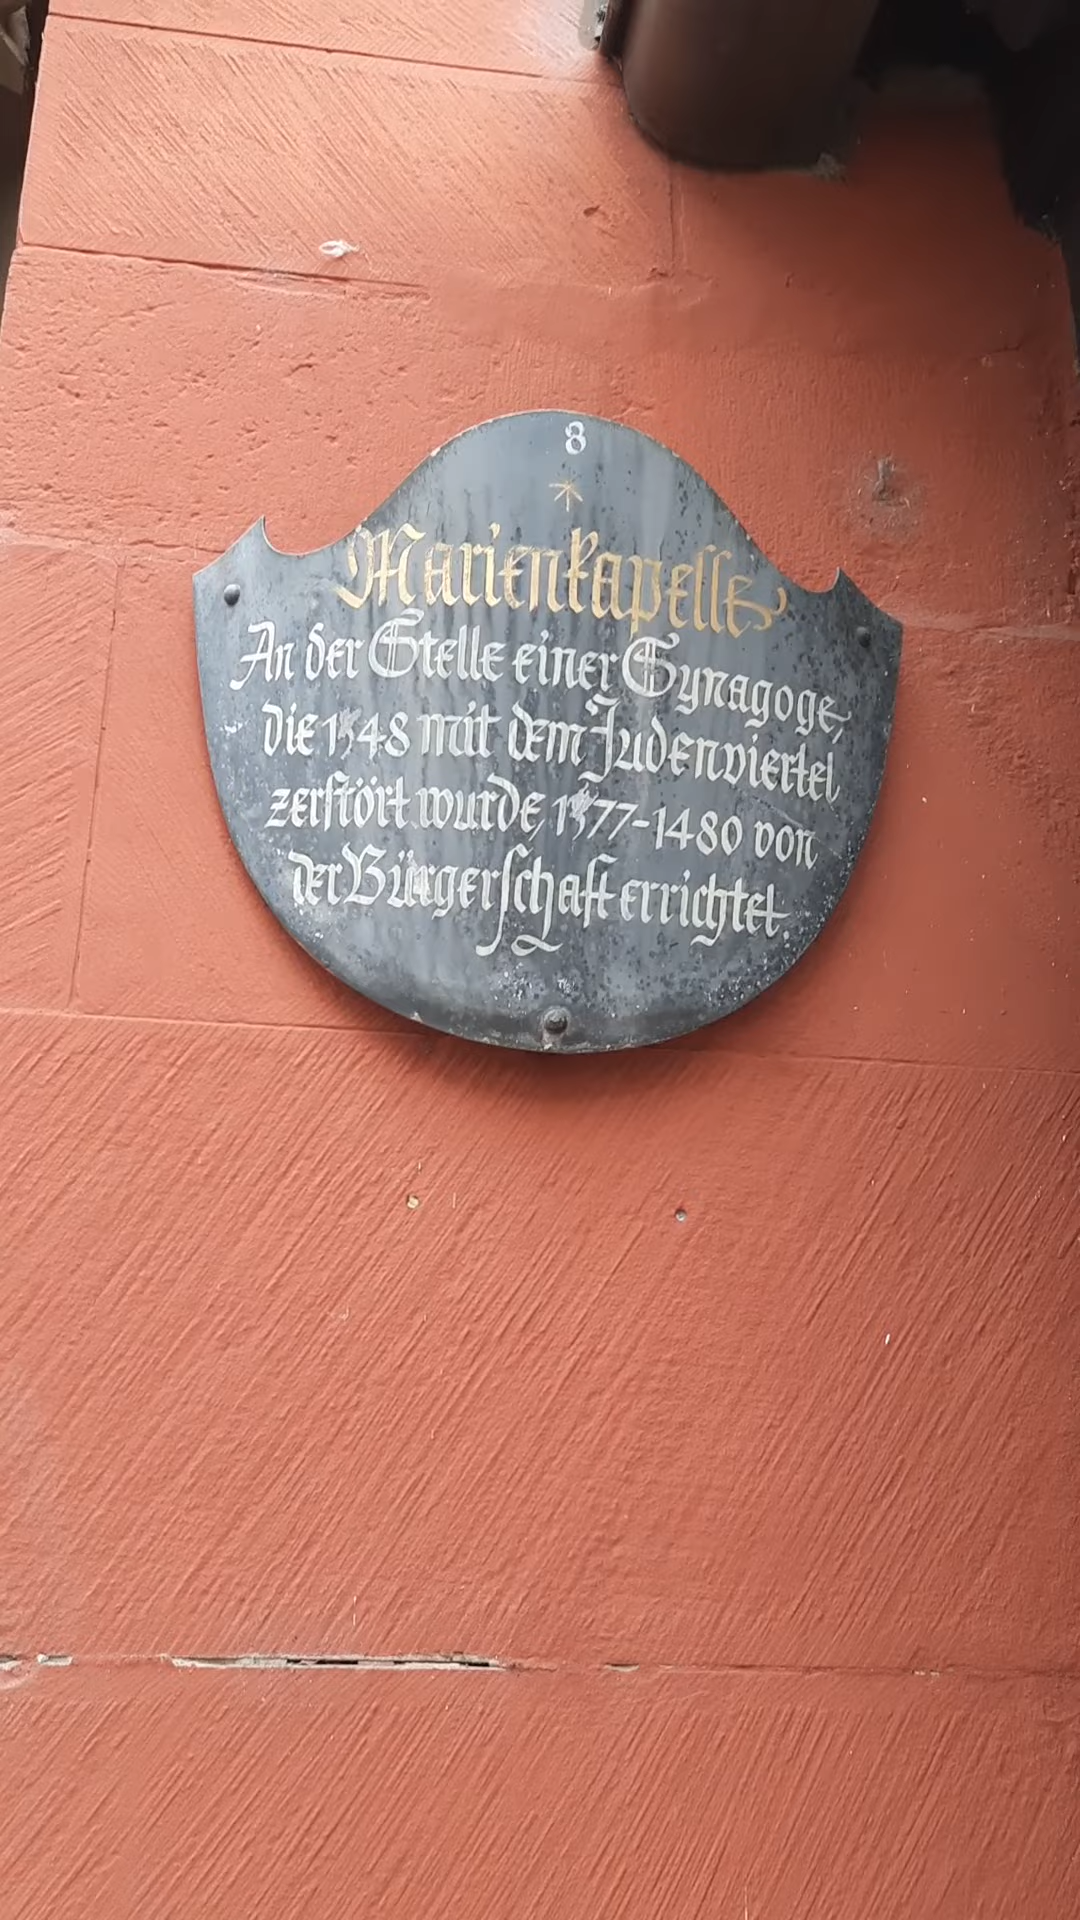 8
*
Marienkapelle
An der Stelle einer Synagoge,
die 1348 mit dem Judenviertel
zerstört wurde, 1377-1480 von
der Bürgerschaft errichtet.